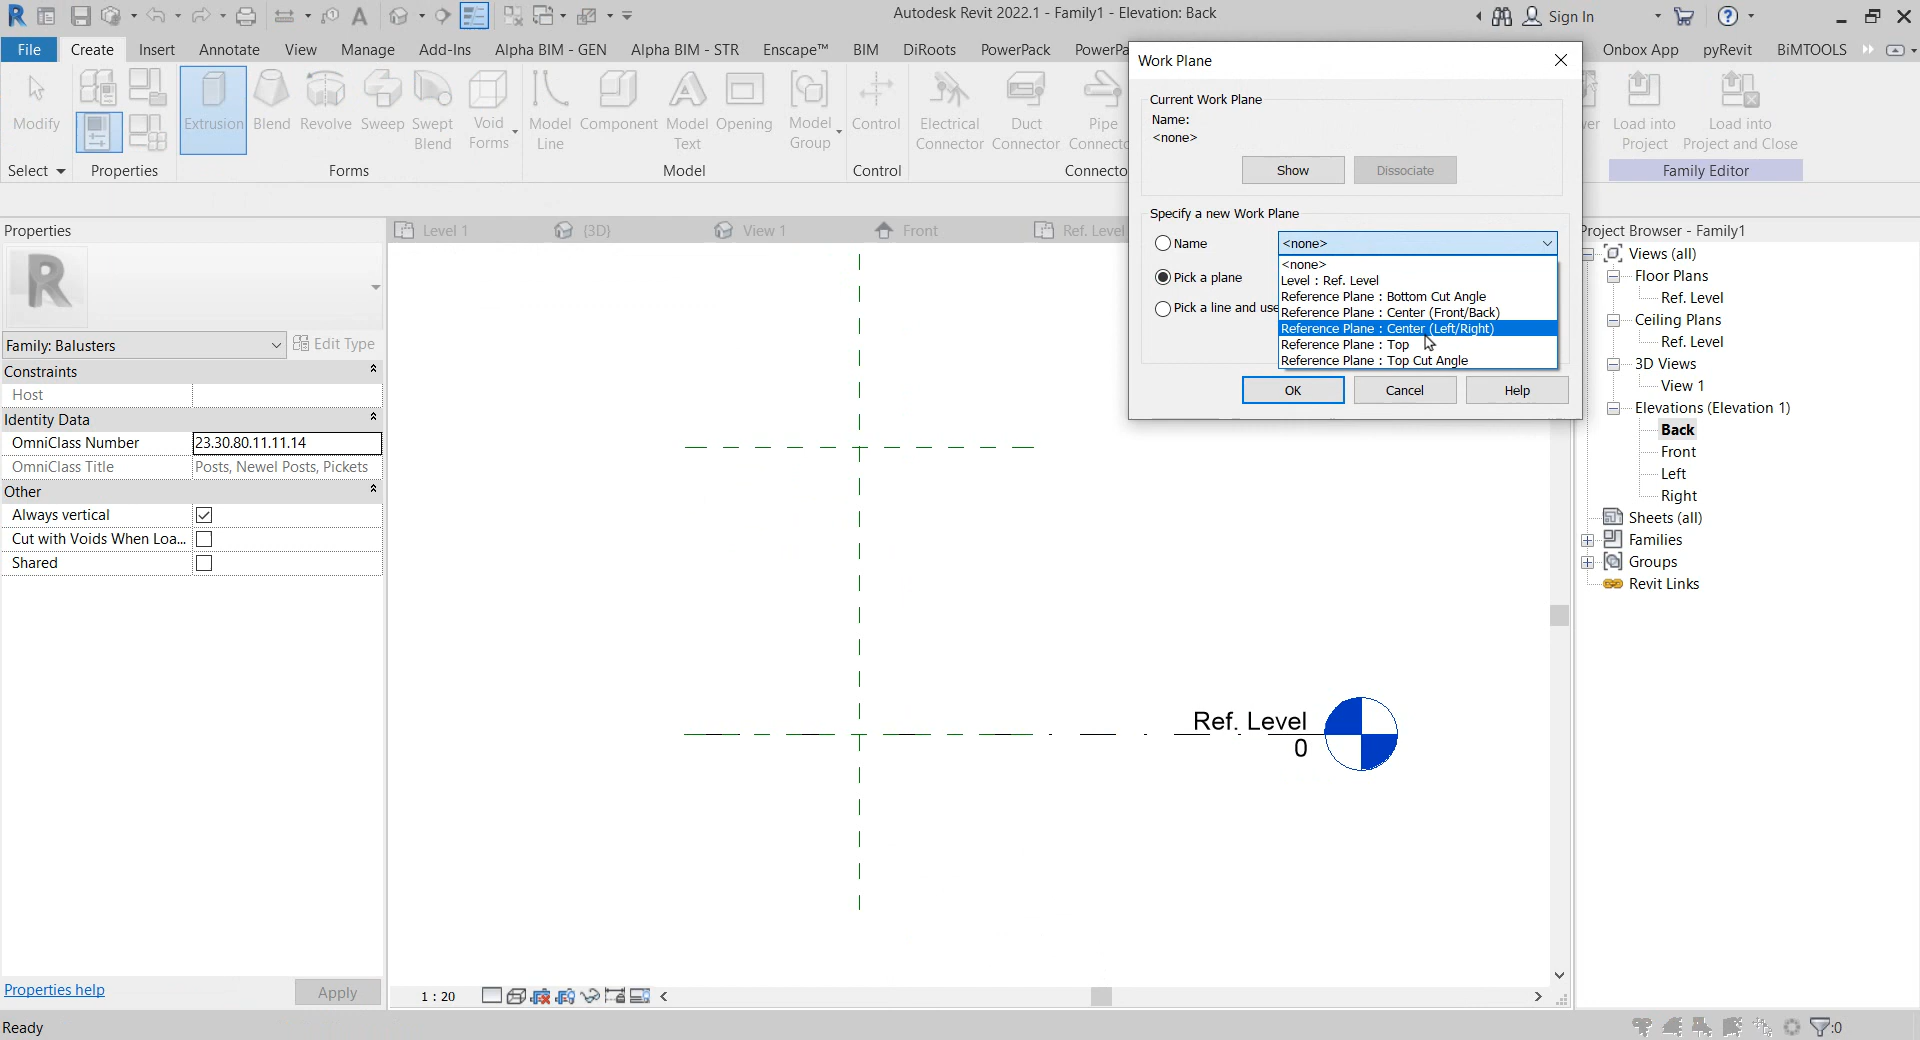 Autodesk Revit 2022.1 - Family1 - Elevation: Back
Sign In
File Create Insert Annotate View Manage Add-Ins Alpha BIM - GEN Alpha BIM - STR Enscape™ BIM DiRoots PowerPack PowerPa
Onbox App pyRevit BiMTOOLS
Modify
Extrusion
Blend
Revolve
Sweep
Swept
Blend
Void
Forms
Model
Line
Component
Model
Text
Opening
Model
Group
Control
Electrical
Connector
Duct
Connector
Pipe
Connecto
Load into
Project
Load into
Project and Close
Select
Properties
Forms
Model
Control
Connecto
Family Editor
Properties
Family: Balusters
Edit Type
Constraints
Host
Identity Data
OmniClass Number 23.30.80.11.11.14
OmniClass Title Posts, Newel Posts, Pickets
Other
Always vertical
Cut with Voids When Loa...
Shared
Properties help
Apply
Level 1
{3D}
View 1
Front
Ref. Level
Ref. Level
0
1 : 20
Work Plane
Current Work Plane
Name:
<none>
Show
Dissociate
Specify a new Work Plane
Name
<none>
Pick a plane
Pick a line and use
<none>
Level : Ref. Level
Reference Plane : Bottom Cut Angle
Reference Plane : Center (Front/Back)
Reference Plane : Center (Left/Right)
Reference Plane : Top
Reference Plane : Top Cut Angle
OK
Cancel
Help
Project Browser - Family1
Views (all)
Floor Plans
Ref. Level
Ceiling Plans
Ref. Level
3D Views
View 1
Elevations (Elevation 1)
Back
Front
Left
Right
Sheets (all)
Families
Groups
Revit Links
Ready
:0